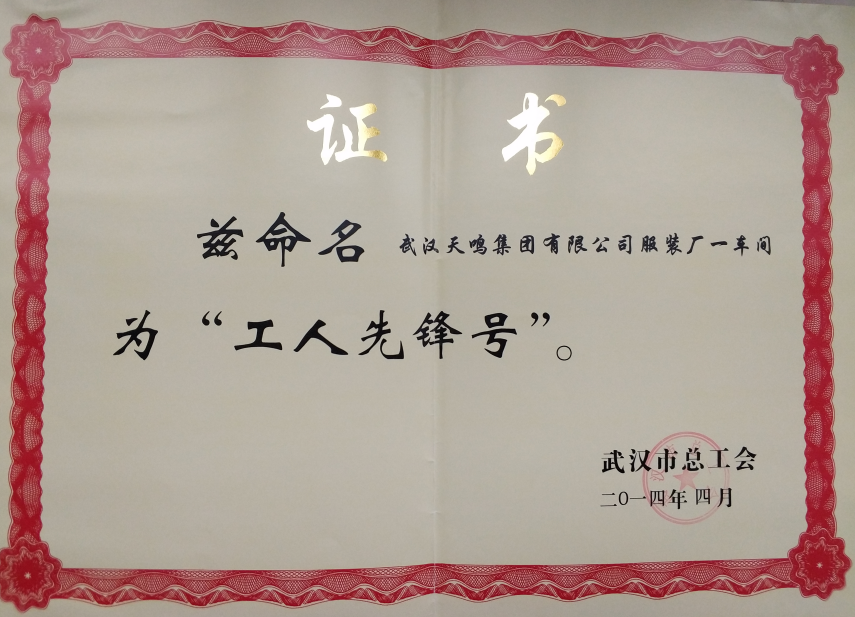 证 书
兹命名 武汉天鸣集团有限公司服装厂一车间
为“工人先锋号”。
武汉市总工会
二〇一四年四月